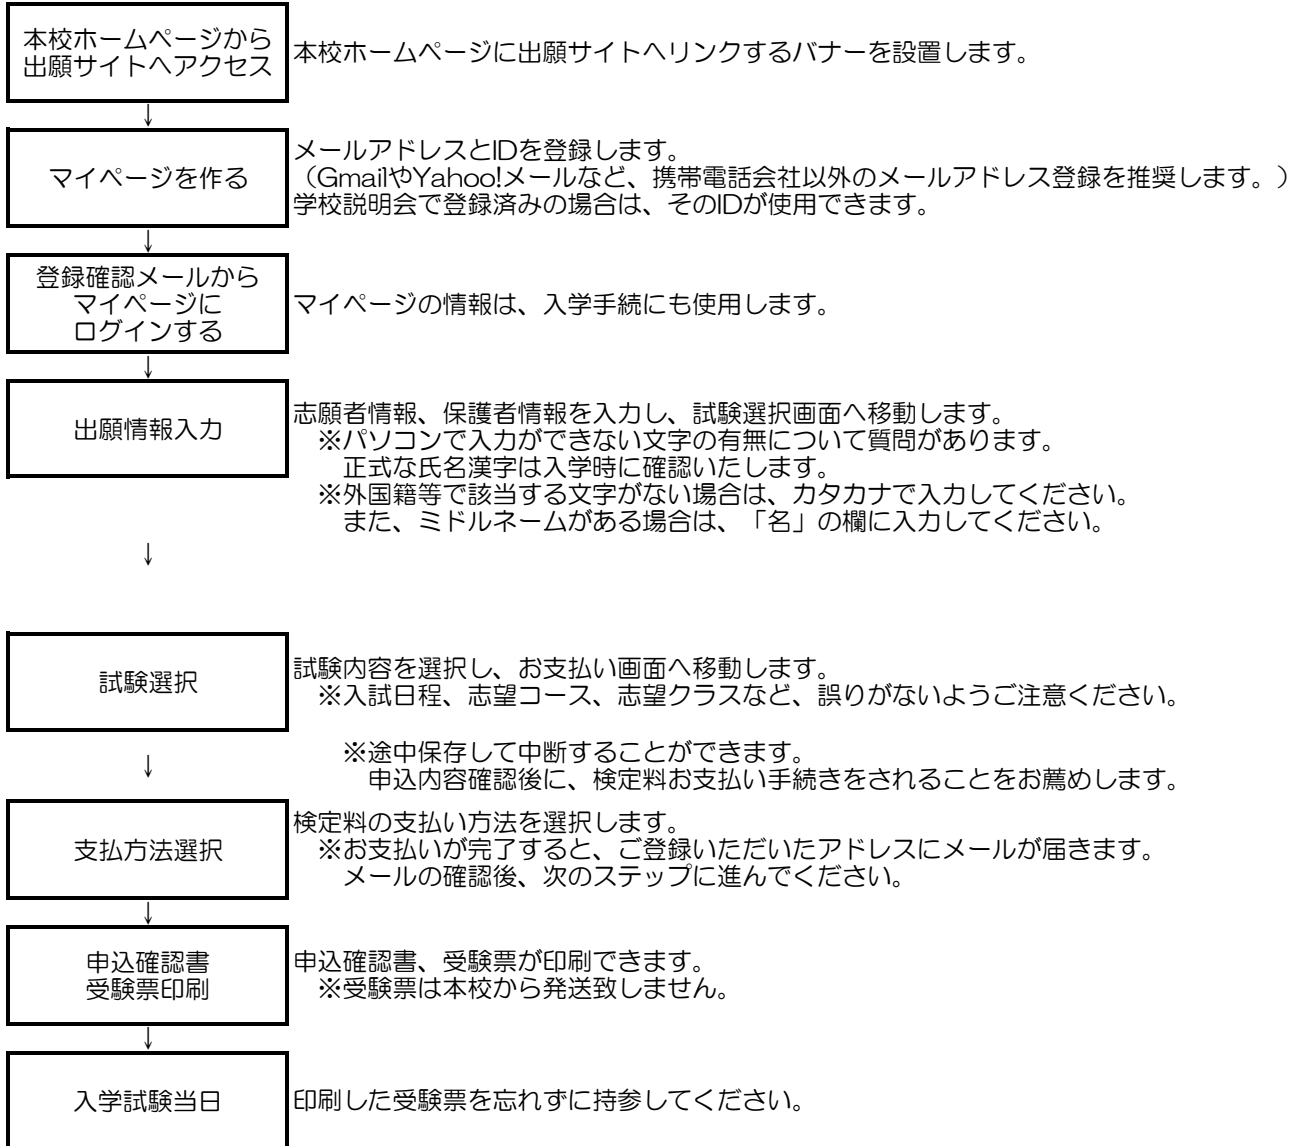 本校ホームページから
出願サイトへアクセス
本校ホームページに出願サイトへリンクするバナーを設置します。
↓
マイページを作る
メールアドレスとIDを登録します。
（GmailやYahoo!メールなど、携帯電話会社以外のメールアドレス登録を推奨します。）
学校説明会で登録済みの場合は、そのIDが使用できます。
↓
登録確認メールから
マイページに
ログインする
マイページの情報は、入学手続にも使用します。
↓
出願情報入力
志願者情報、保護者情報を入力し、試験選択画面へ移動します。
※パソコンで入力ができない文字の有無について質問があります。
正式な氏名漢字は入学時に確認いたします。
※外国籍等で該当する文字がない場合は、カタカナで入力してください。
また、ミドルネームがある場合は、「名」の欄に入力してください。
↓
試験選択
試験内容を選択し、お支払い画面へ移動します。
※入試日程、志望コース、志望クラスなど、誤りがないようご注意ください。
※途中保存して中断することができます。
申込内容確認後に、検定料お支払い手続きをされることをお薦めします。
↓
支払方法選択
検定料の支払い方法を選択します。
※お支払いが完了すると、ご登録いただいたアドレスにメールが届きます。
メールの確認後、次のステップに進んでください。
↓
申込確認書
受験票印刷
申込確認書、受験票が印刷できます。
※受験票は本校から発送致しません。
↓
入学試験当日
印刷した受験票を忘れずに持参してください。